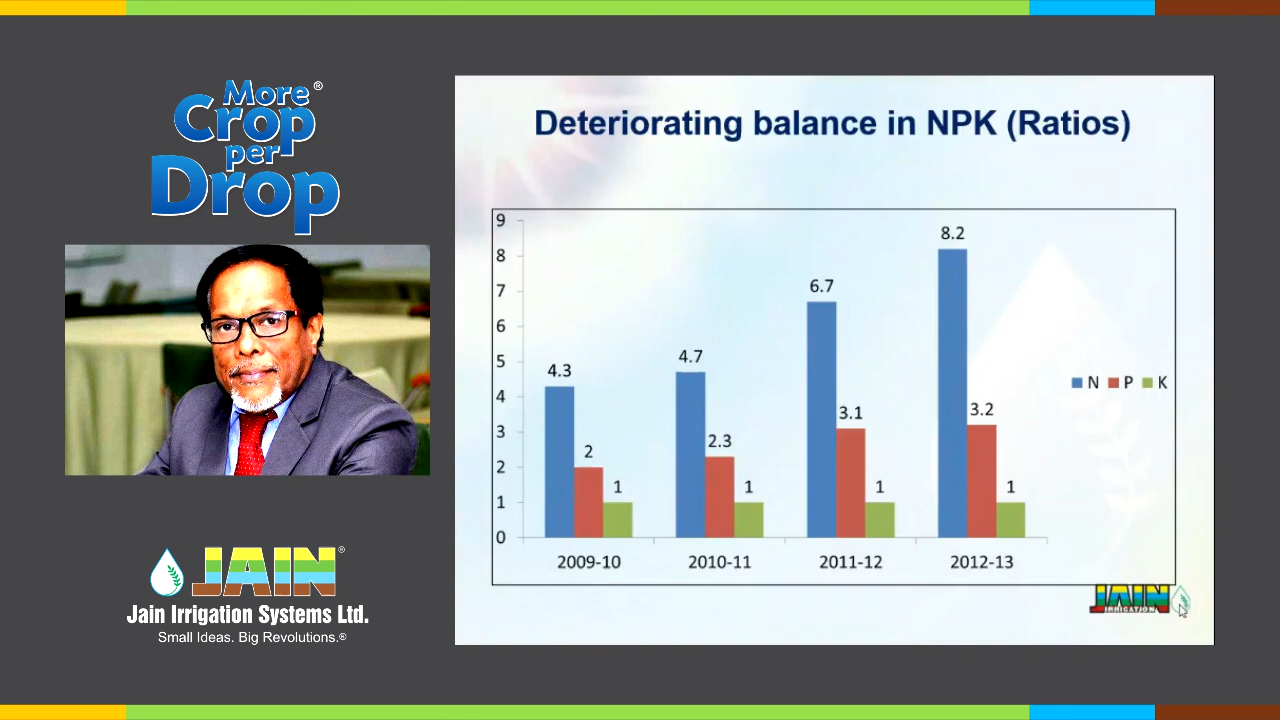 More®
Crop
per
Drop
JAIN®
Jain Irrigation Systems Ltd.
Small Ideas. Big Revolutions.®
Deteriorating balance in NPK (Ratios)
9
8
7
6
5
4
3
2
1
0
4.3
2
1
4.7
2.3
1
6.7
3.1
1
8.2
3.2
1
2009-10
2010-11
2011-12
2012-13
N P K
JAIN
IRRIGATION